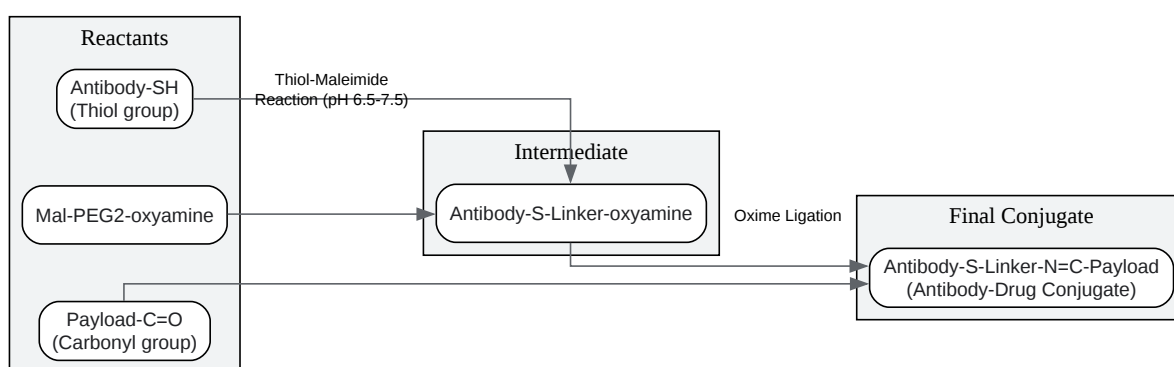 Reactants
Antibody-SH
(Thiol group)
Thiol-Maleimide
Reaction (pH 6.5-7.5)
Intermediate
Mal-PEG2-oxyamine
Antibody-S-Linker-oxyamine
Oxime Ligation
Final Conjugate
Antibody-S-Linker-N=C-Payload
(Antibody-Drug Conjugate)
Payload-C=O
(Carbonyl group)